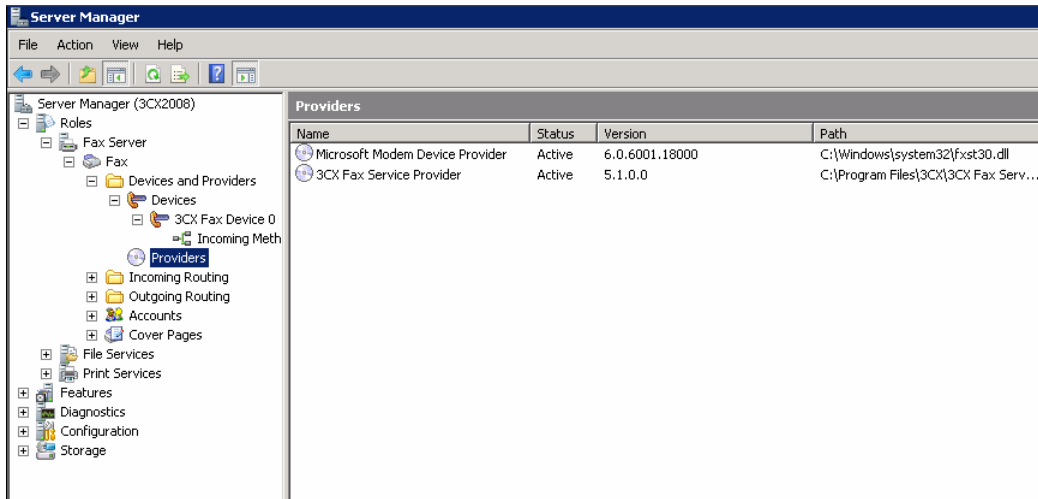 Server Manager
File Action View Help
Server Manager (3CX2008)
Roles
Fax Server
Fax
Devices and Providers
Devices
3CX Fax Device 0
Incoming Meth
Providers
Incoming Routing
Outgoing Routing
Accounts
Cover Pages
File Services
Print Services
Features
Diagnostics
Configuration
Storage
Providers
Name Status Version Path
Microsoft Modem Device Provider Active 6.0.6001.18000 C:\Windows\system32\fxst30.dll
3CX Fax Service Provider Active 5.1.0.0 C:\Program Files\3CX\3CX Fax Serv...